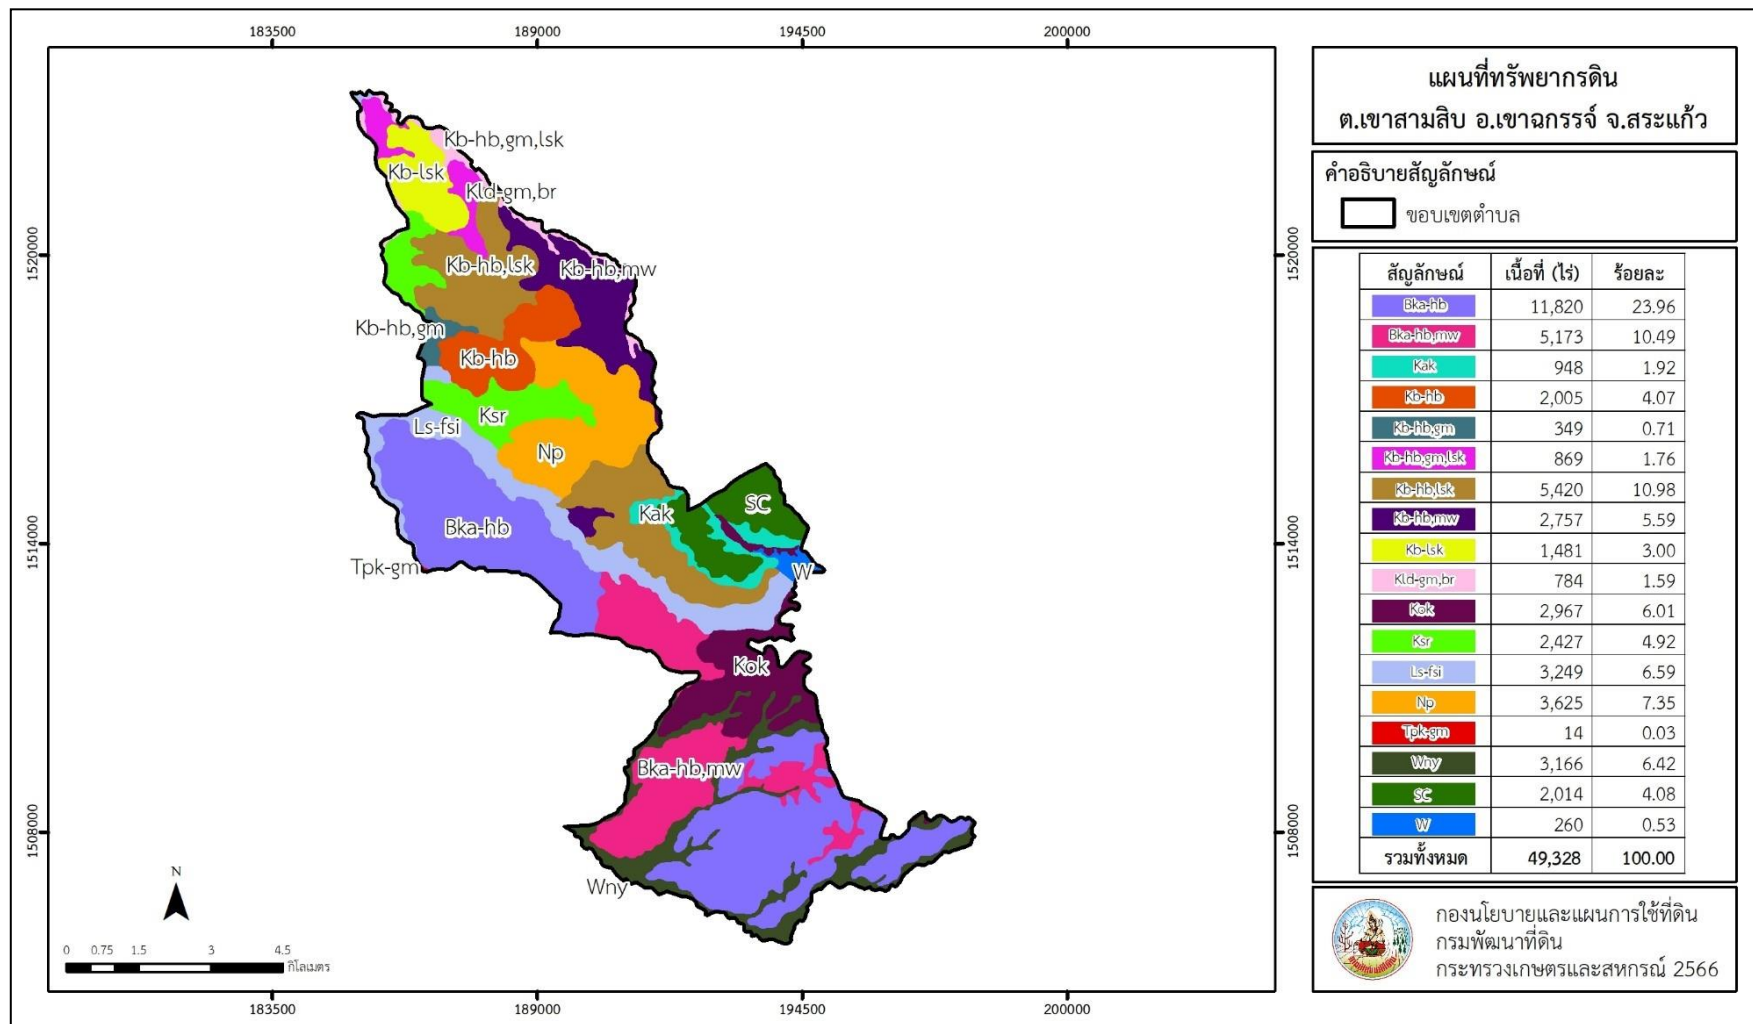 183500
189000
194500
200000
1520000
1514000
1508000
1520000
1514000
1508000
183500
189000
194500
200000
Kb-hb,gm,lsk
Kb-lsk
Kld-gm,br
Kb-hb,lsk
Kb-hb,mw
Kb-hb,gm
Kb-hb
Ksr
Ls-fsi
Np
SC
Kak
Bka-hb
Tpk-gm
W
Kok
Bka-hb,mw
Wny
N
0 0.75 1.5 3 4.5
กิโลเมตร
แผนที่ทรัพยากรดิน
ต.เขาสามสิบ อ.เขาฉกรรจ์ จ.สระแก้ว
คำอธิบายสัญลักษณ์
ขอบเขตตำบล
สัญลักษณ์ เนื้อที่ (ไร่) ร้อยละ
Bka-hb 11,820 23.96
Bka-hb,mw 5,173 10.49
Kak 948 1.92
Kb-hb 2,005 4.07
Kb-hb,gm 349 0.71
Kb-hb,gm,lsk 869 1.76
Kb-hb,lsk 5,420 10.98
Kb-hb,mw 2,757 5.59
Kb-lsk 1,481 3.00
Kld-gm,br 784 1.59
Kok 2,967 6.01
Ksr 2,427 4.92
Ls-fsi 3,249 6.59
Np 3,625 7.35
Tpk-gm 14 0.03
Wny 3,166 6.42
SC 2,014 4.08
W 260 0.53
รวมทั้งหมด 49,328 100.00
กองนโยบายและแผนการใช้ที่ดิน
กรมพัฒนาที่ดิน
กระทรวงเกษตรและสหกรณ์ 2566